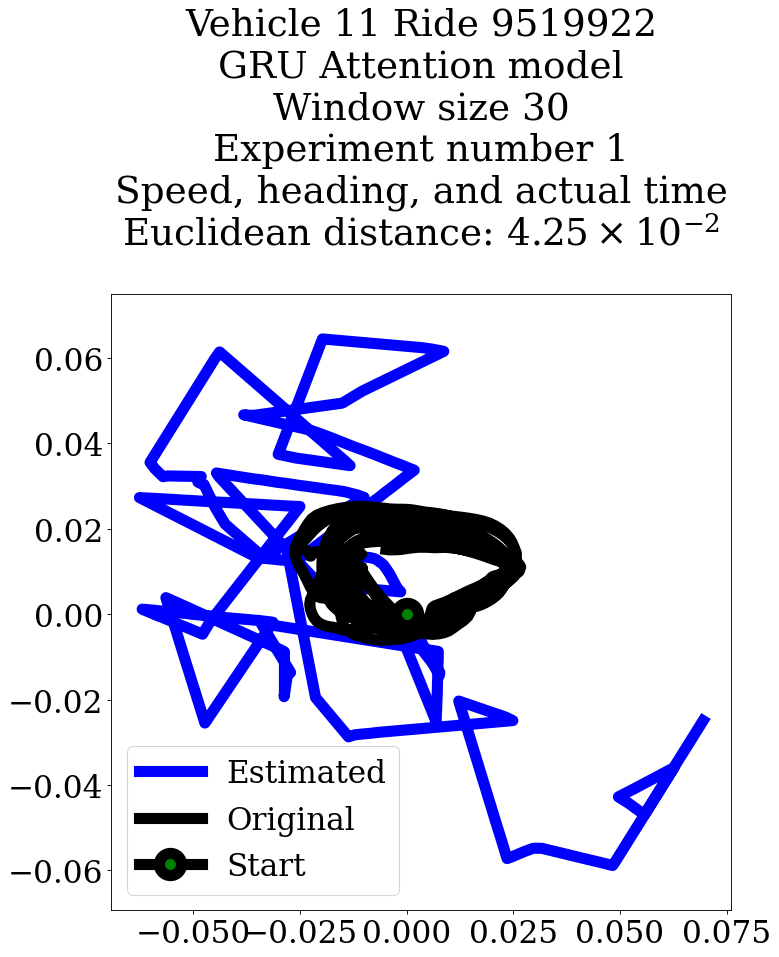 Vehicle 11 Ride 9519922
GRU Attention model
Window size 30
Experiment number 1
Speed, heading, and actual time
Euclidean distance: 4.25 × 10⁻²
0.06
0.04
0.02
0.00
−0.02
−0.04
−0.06
Estimated
Original
Start
−0.050 −0.025 0.000 0.025 0.050 0.075